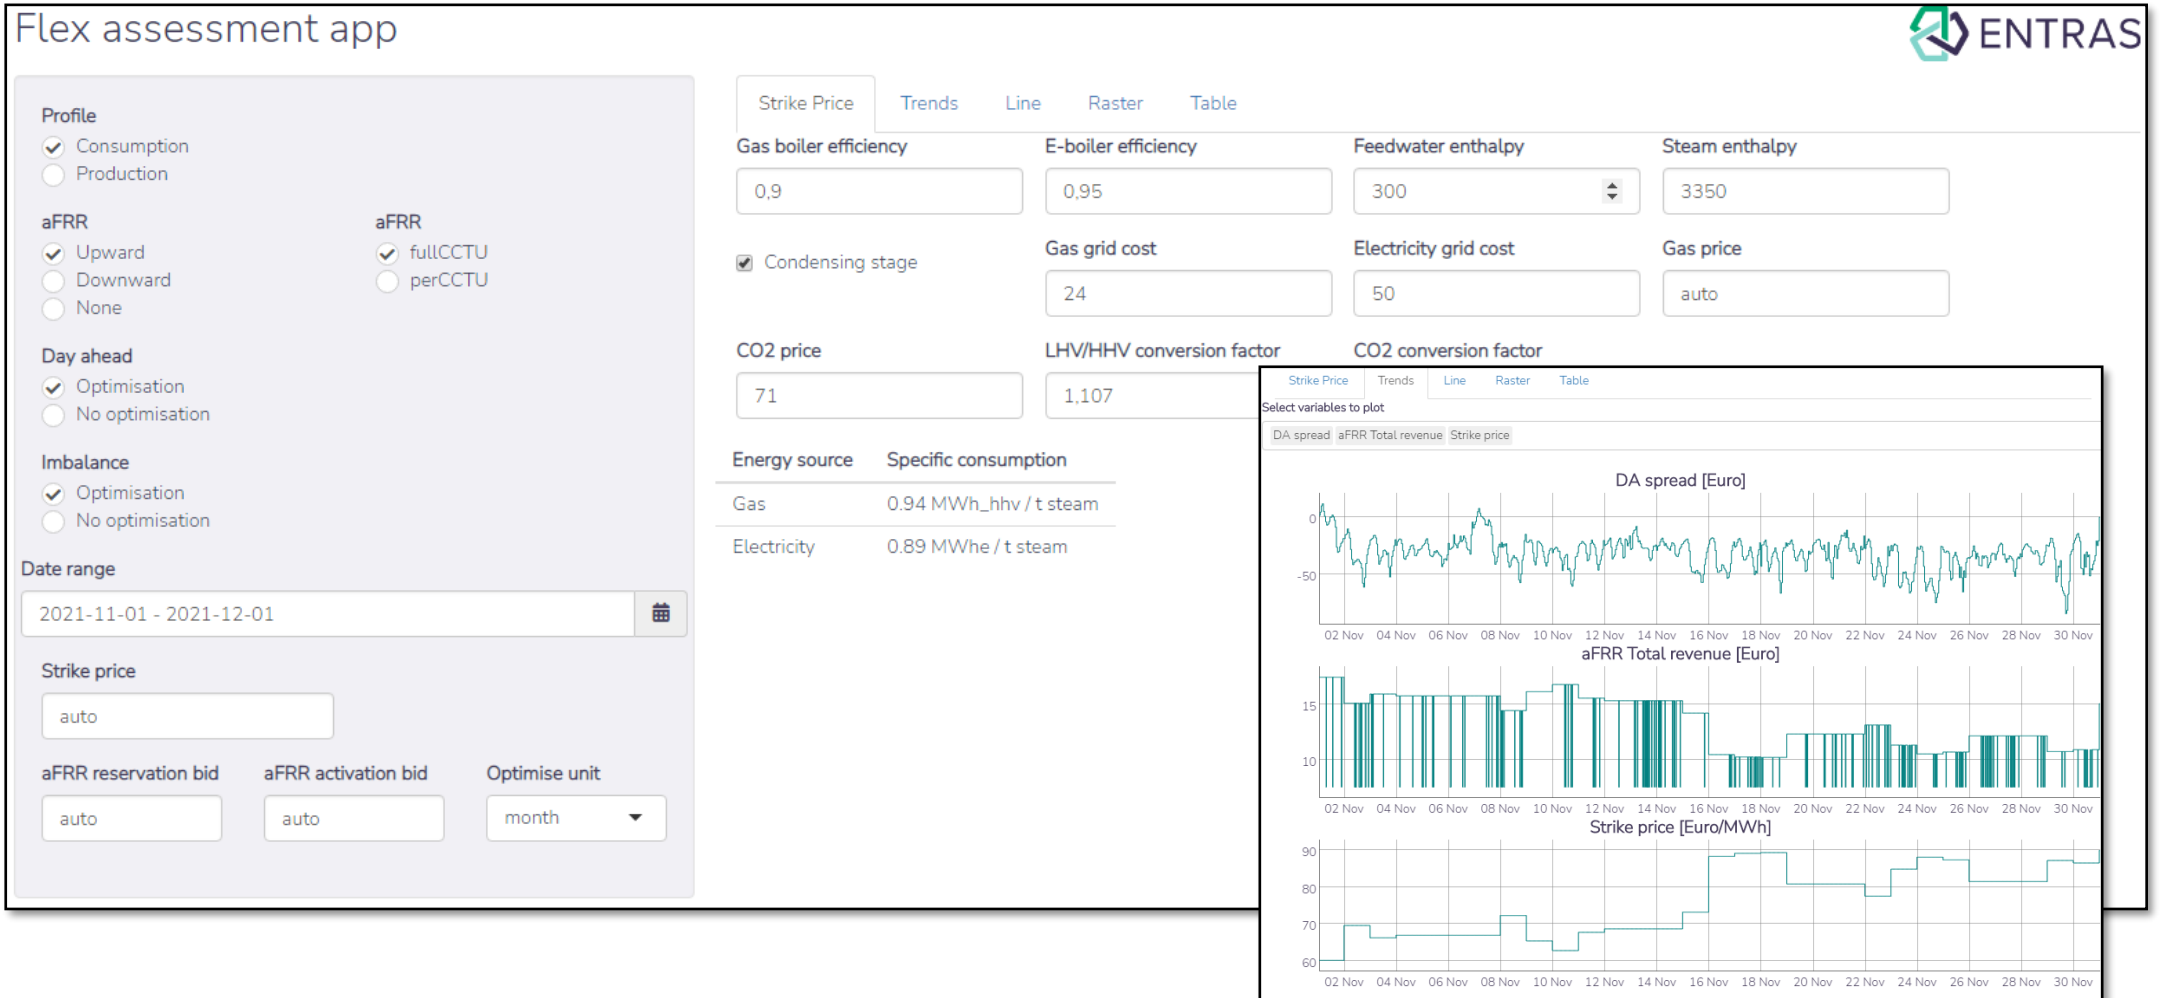 Flex assessment app
ENTRAS
Profile
Consumption
Production
aFRR
aFRR
Upward
fullCCTU
Downward
perCCTU
None
Day ahead
Optimisation
No optimisation
Imbalance
Optimisation
No optimisation
Date range
2021-11-01 - 2021-12-01
Strike price
auto
aFRR reservation bid
aFRR activation bid
Optimise unit
auto
auto
month
Strike Price
Trends
Line
Raster
Table
Gas boiler efficiency
E-boiler efficiency
Feedwater enthalpy
Steam enthalpy
0,9
0,95
300
3350
Condensing stage
Gas grid cost
Electricity grid cost
Gas price
24
50
auto
CO2 price
LHV/HHV conversion factor
CO2 conversion factor
71
1,107
Energy source
Specific consumption
Gas
0.94 MWh_hhv / t steam
Electricity
0.89 MWhe / t steam
Strike Price
Trends
Line
Raster
Table
Select variables to plot
DA spread
aFRR Total revenue
Strike price
DA spread [Euro]
0
-50
02 Nov 04 Nov 06 Nov 08 Nov 10 Nov 12 Nov 14 Nov 16 Nov 18 Nov 20 Nov 22 Nov 24 Nov 26 Nov 28 Nov 30 Nov
aFRR Total revenue [Euro]
15
10
02 Nov 04 Nov 06 Nov 08 Nov 10 Nov 12 Nov 14 Nov 16 Nov 18 Nov 20 Nov 22 Nov 24 Nov 26 Nov 28 Nov 30 Nov
Strike price [Euro/MWh]
90
80
70
60
02 Nov 04 Nov 06 Nov 08 Nov 10 Nov 12 Nov 14 Nov 16 Nov 18 Nov 20 Nov 22 Nov 24 Nov 26 Nov 28 Nov 30 Nov